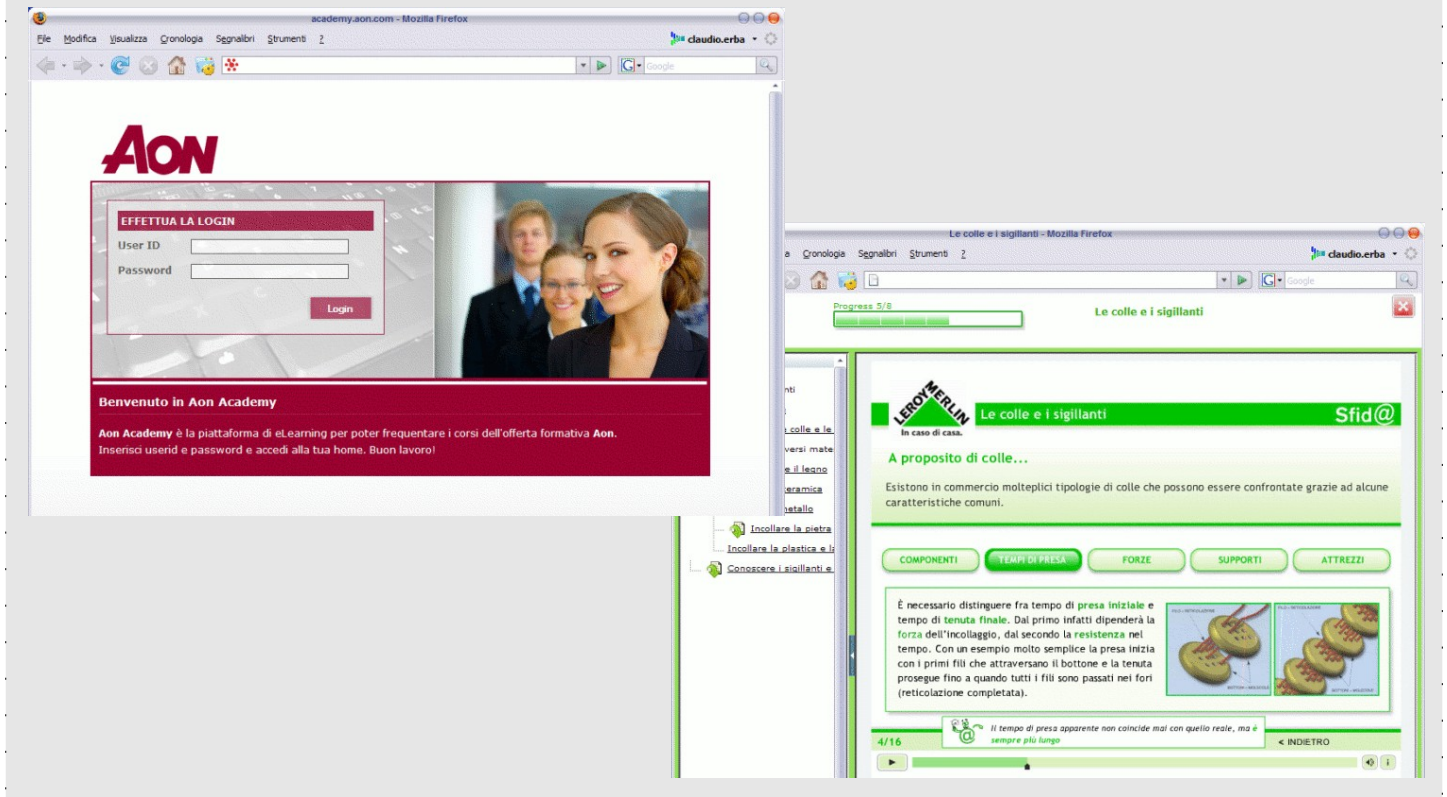 academy.aon.com - Mozilla Firefox
File Modifica Visualizza Cronologia Segnalibri Strumenti ?
claudio.erba
G Google
AON
EFFETTUA LA LOGIN
User ID
Password
Login
Benvenuto in Aon Academy
Aon Academy è la piattaforma di eLearning per poter frequentare i corsi dell'offerta formativa Aon.
Inserisci userid e password e accedi alla tua home. Buon lavoro!
Le colle e i sigillanti - Mozilla Firefox
a Cronologia Segnalibri Strumenti ?
claudio.erba
G Google
Progress 5/8
Le colle e i sigillanti
nti
colle e le
versi mate
e il legno
eramica
netallo
Incollare la pietra
Incollare la plastica e la
Conoscere i sigillanti e
LEROY MERLIN
In caso di casa.
Le colle e i sigillanti
Sfid@
A proposito di colle...
Esistono in commercio molteplici tipologie di colle che possono essere confrontate grazie ad alcune
caratteristiche comuni.
COMPONENTI
TEMPI DI PRESA
FORZE
SUPPORTI
ATTREZZI
È necessario distinguere fra tempo di presa iniziale e
tempo di tenuta finale. Dal primo infatti dipenderà la
forza dell'incollaggio, dal secondo la resistenza nel
tempo. Con un esempio molto semplice la presa inizia
con i primi fili che attraversano il bottone e la tenuta
prosegue fino a quando tutti i fili sono passati nei fori
(reticolazione completata).
Il tempo di presa apparente non coincide mai con quello reale, ma è
sempre più lungo
4/16
< INDIETRO